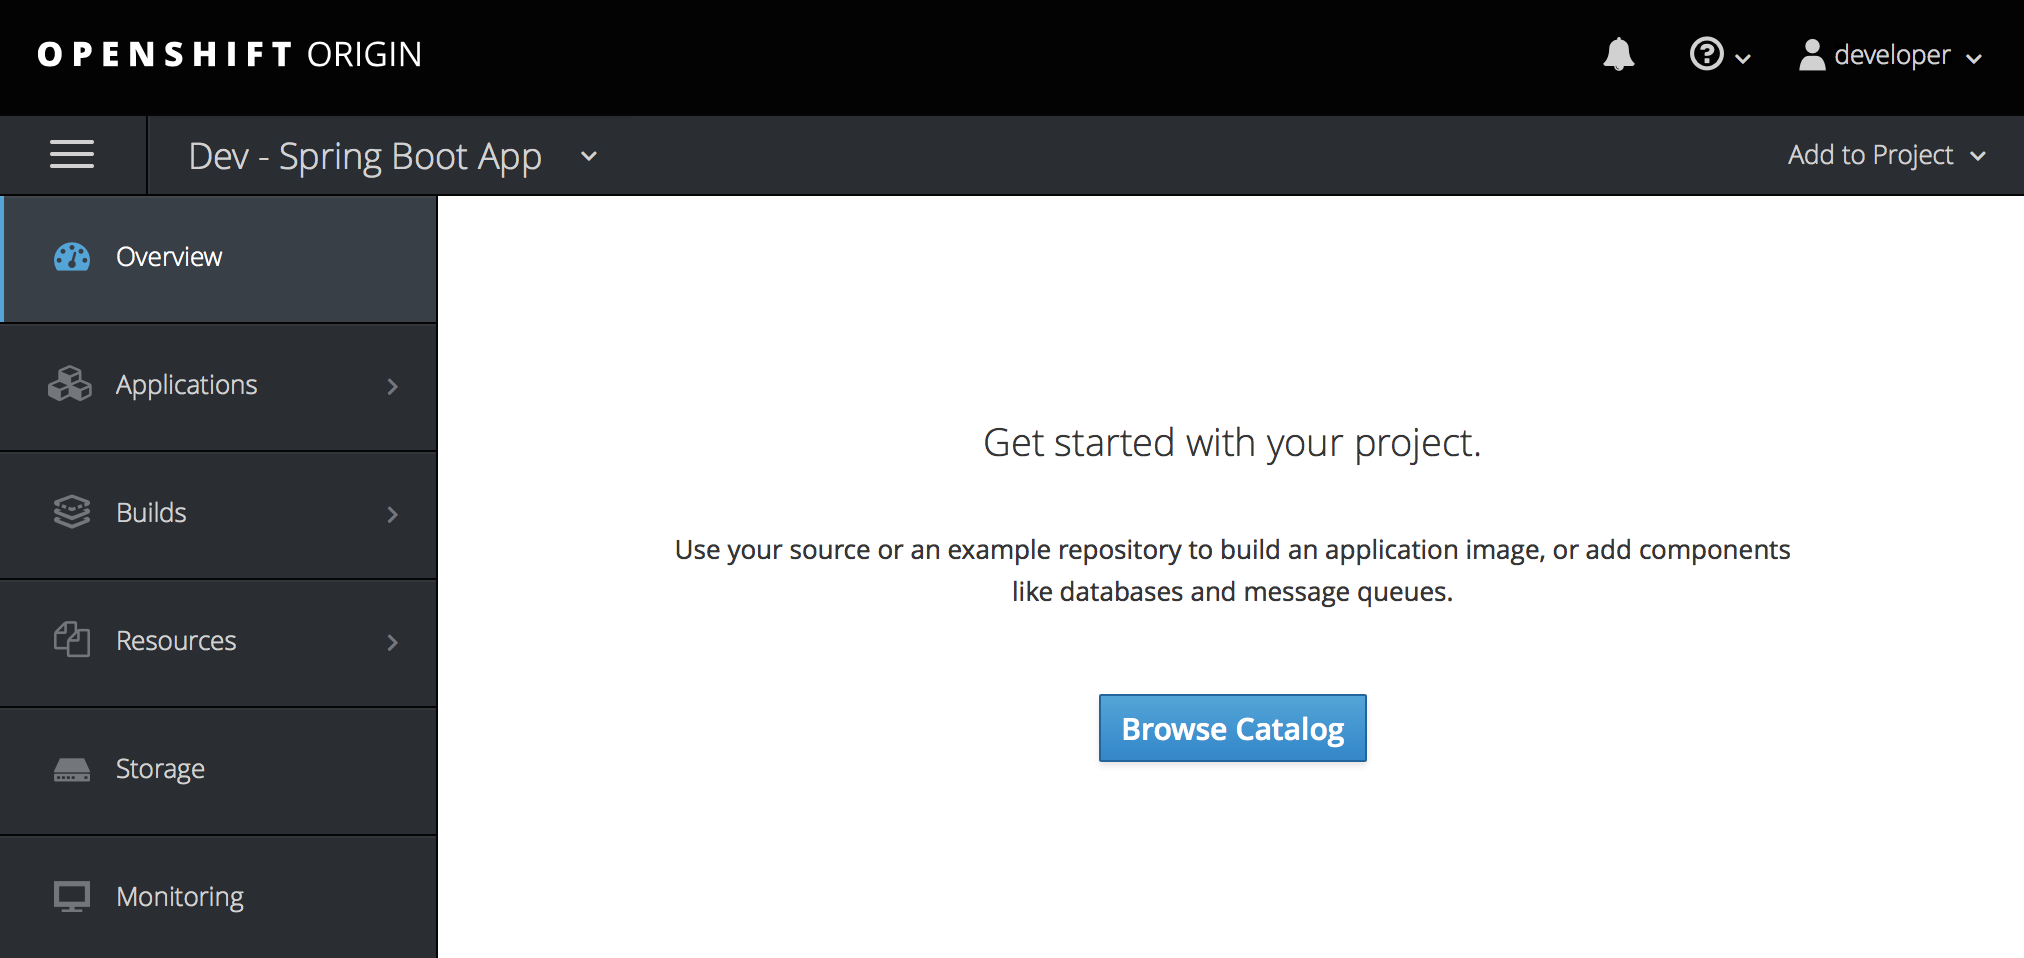 OPENSHIFT ORIGIN
developer
Dev - Spring Boot App
Add to Project
Overview
Applications
Builds
Resources
Storage
Monitoring
Get started with your project.
Use your source or an example repository to build an application image, or add components
like databases and message queues.
Browse Catalog